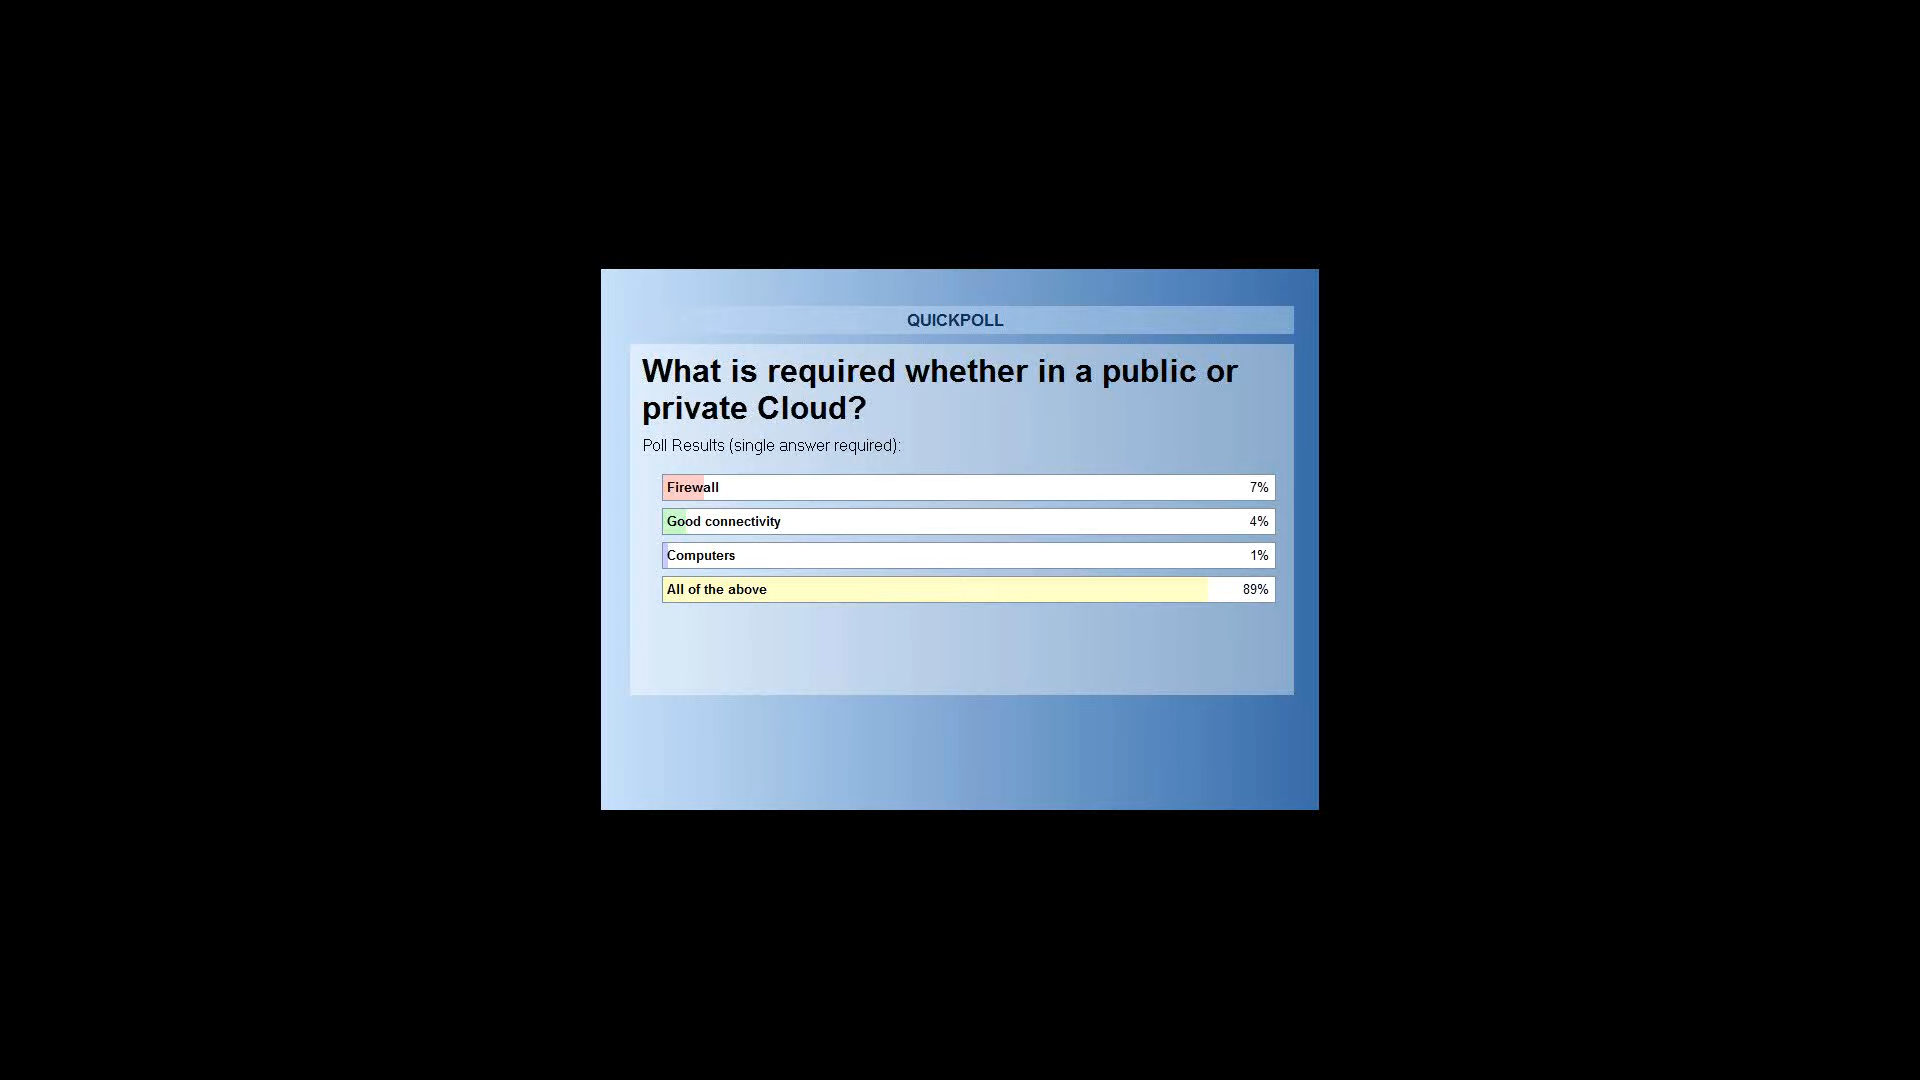 QUICKPOLL
What is required whether in a public or
private Cloud?
Poll Results (single answer required):
Firewall 7%
Good connectivity 4%
Computers 1%
All of the above 89%